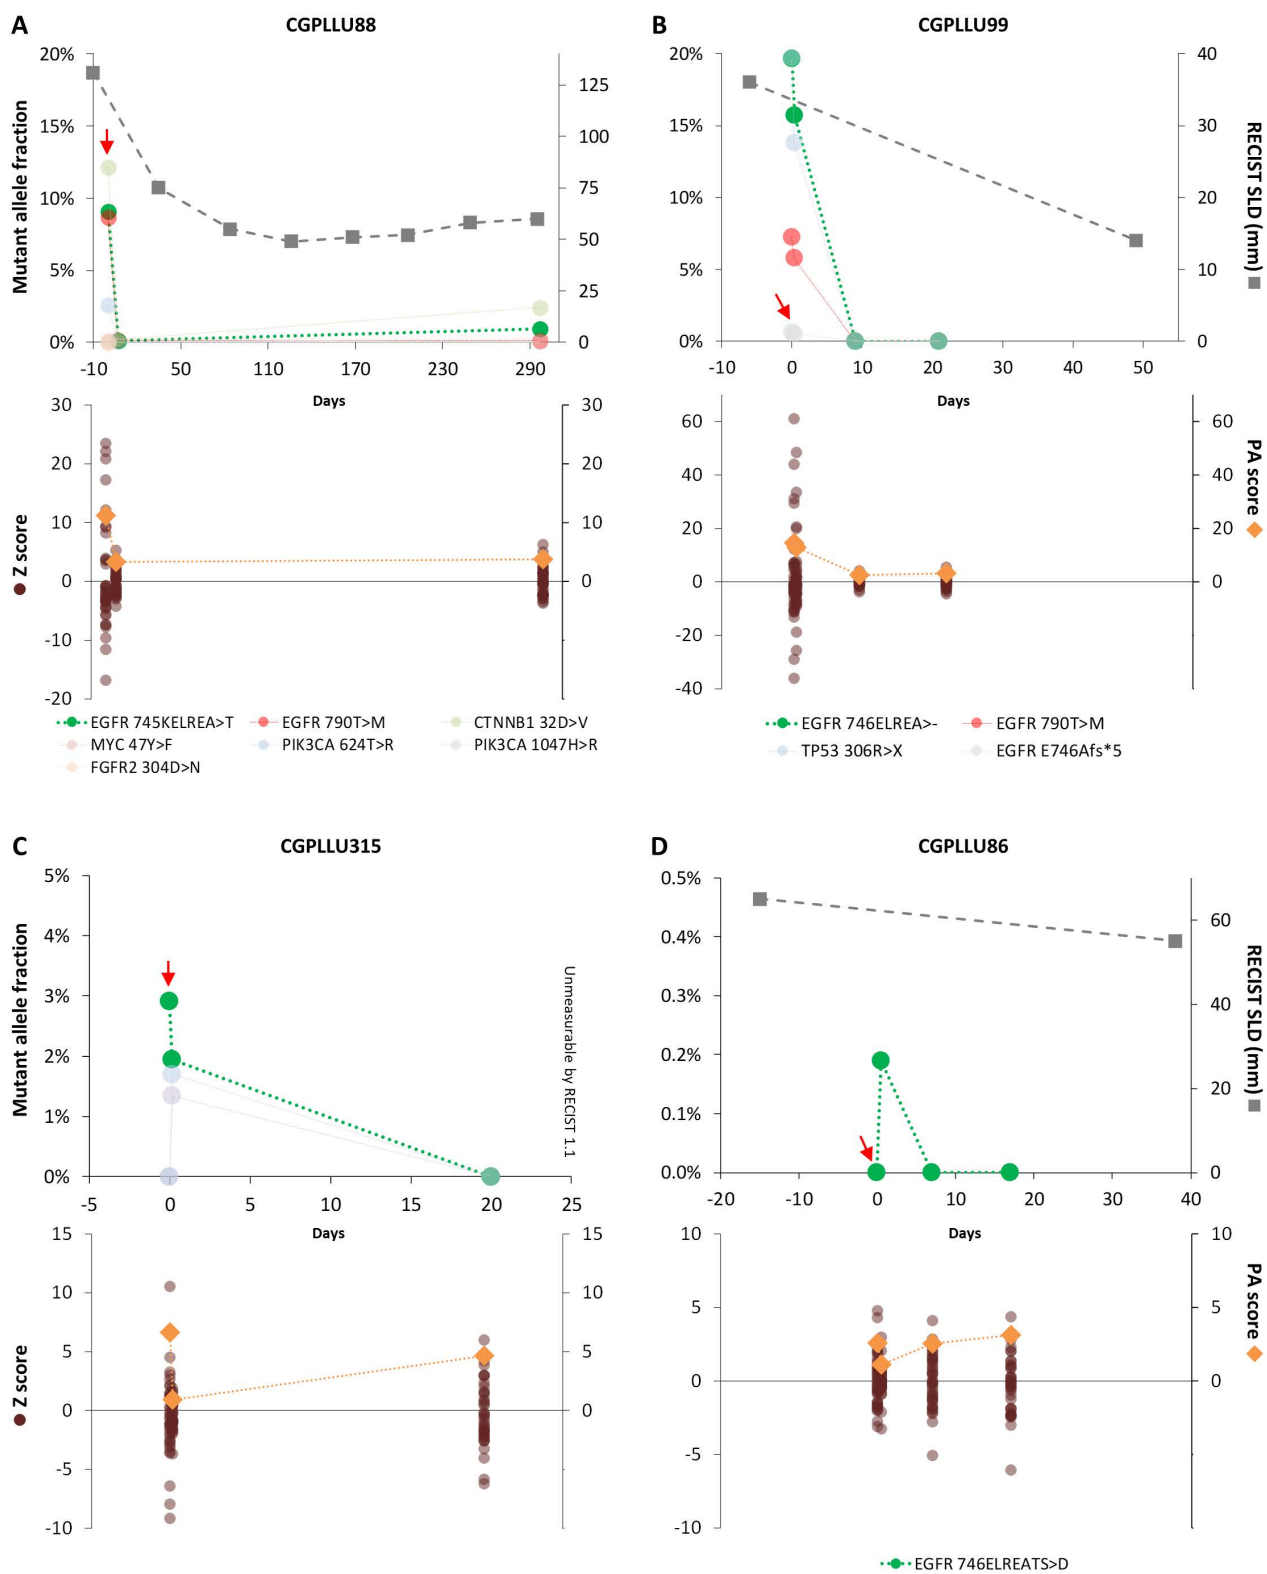 A
CGPLLU88
20%
15%
10%
5%
0%
Mutant allele fraction
125
100
75
50
25
0
-10 50 110 170 230 290
Days
30
20
10
0
-10
-20
Z score
30
20
10
0
EGFR 745KELREA>T EGFR 790T>M CTNNB1 32D>V
MYC 47Y>F PIK3CA 624T>R PIK3CA 1047H>R
FGFR2 304D>N
B
CGPLLU99
20%
15%
10%
5%
0%
40
30
20
10
0
RECIST SLD (mm)
-10 0 10 20 30 40 50
Days
60
40
20
0
-20
-40
60
40
20
0
PA score
EGFR 746ELREA>- EGFR 790T>M
TP53 306R>X EGFR E746Afs*5
C
CGPLLU315
5%
4%
3%
2%
1%
0%
Mutant allele fraction
Unmeasurable by RECIST 1.1
-5 0 5 10 15 20 25
Days
15
10
5
0
-5
-10
Z score
15
10
5
0
D
CGPLLU86
0.5%
0.4%
0.3%
0.2%
0.1%
0.0%
60
40
20
0
RECIST SLD (mm)
-20 -10 0 10 20 30 40
Days
10
5
0
-5
-10
10
5
0
PA score
EGFR 746ELREATS>D